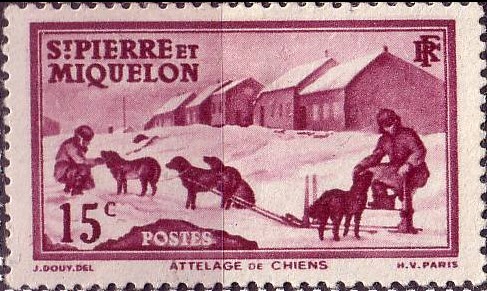 ST PIERRE ET
MIQUELON
RF
15c
POSTES
J. DOUY. DEL
ATTELAGE DE CHIENS
H.V. PARIS